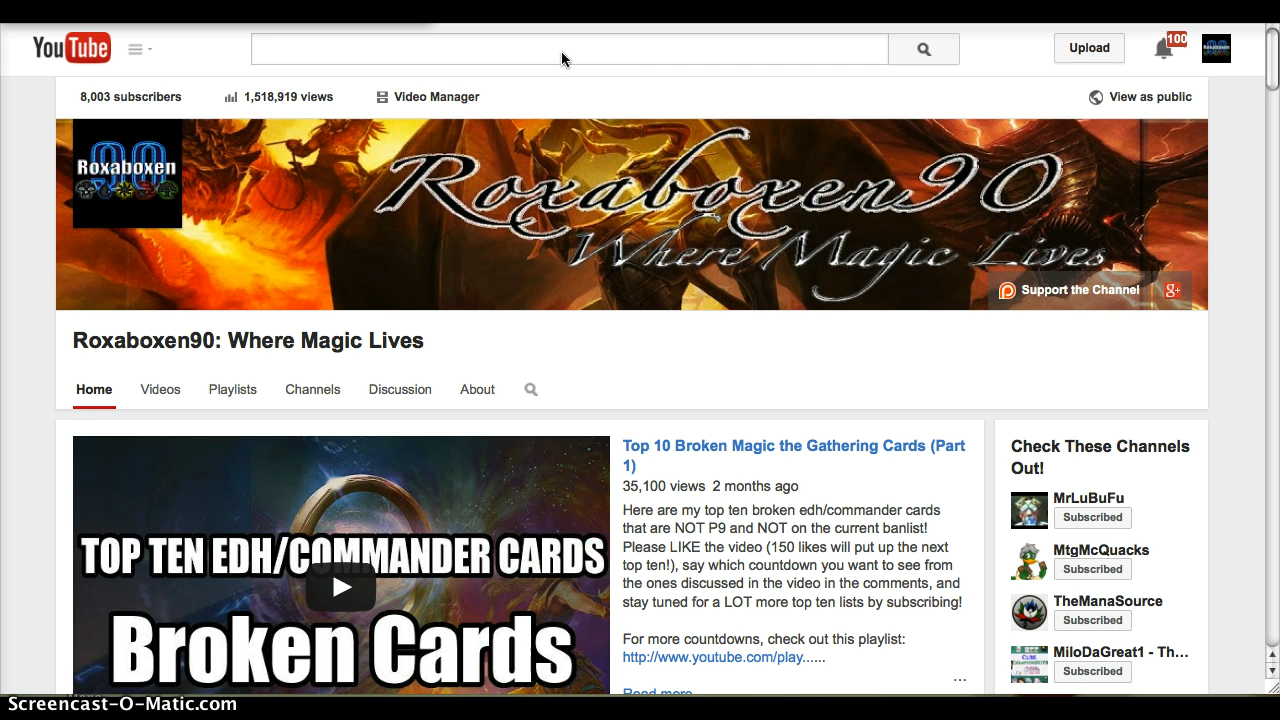 YouTube
Upload
100
8,003 subscribers
1,518,919 views
Video Manager
View as public
Roxaboxen
90
Roxaboxen90
Where Magic Lives
Support the Channel
g+
Roxaboxen90: Where Magic Lives
Home
Videos
Playlists
Channels
Discussion
About
TOP TEN EDH/COMMANDER CARDS
Broken Cards
Top 10 Broken Magic the Gathering Cards (Part
1)
35,100 views 2 months ago
Here are my top ten broken edh/commander cards
that are NOT P9 and NOT on the current banlist!
Please LIKE the video (150 likes will put up the next
top ten!), say which countdown you want to see from
the ones discussed in the video in the comments, and
stay tuned for a LOT more top ten lists by subscribing!
For more countdowns, check out this playlist:
http://www.youtube.com/play......
...
Read more
Check These Channels
Out!
MrLuBuFu
Subscribed
MtgMcQuacks
Subscribed
TheManaSource
Subscribed
MiloDaGreat1 - Th...
Subscribed
Screencast-O-Matic.com